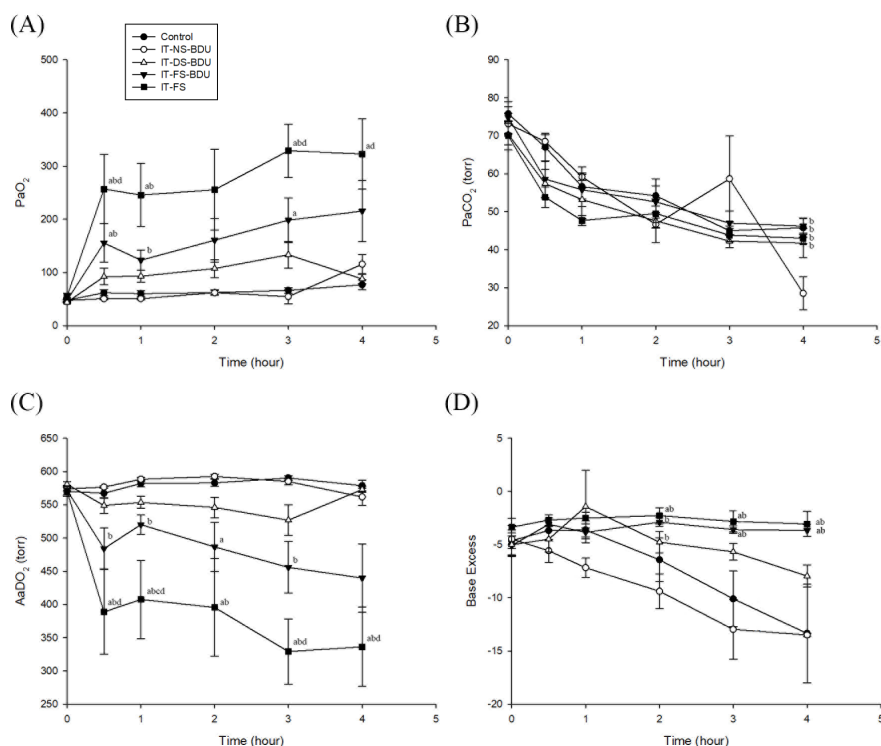 (A)
Control
IT-NS-BDU
IT-DS-BDU
IT-FS-BDU
IT-FS
500
400
300
200
100
0
PaO2
abd
ab
abd
ad
ab
b
a
0 1 2 3 4 5
Time (hour)
(B)
90
80
70
60
50
40
30
20
PaCO2 (torr)
b
b
b
b
0 1 2 3 4 5
Time (hour)
(C)
650
600
550
500
450
400
350
300
250
AaDO2 (torr)
b
b
a
b
abd
abcd
ab
abd
abd
0 1 2 3 4 5
Time (hour)
(D)
5
0
-5
-10
-15
-20
Base Excess
ab
ab
ab
b
ab
ab
b
0 1 2 3 4 5
Time (hour)